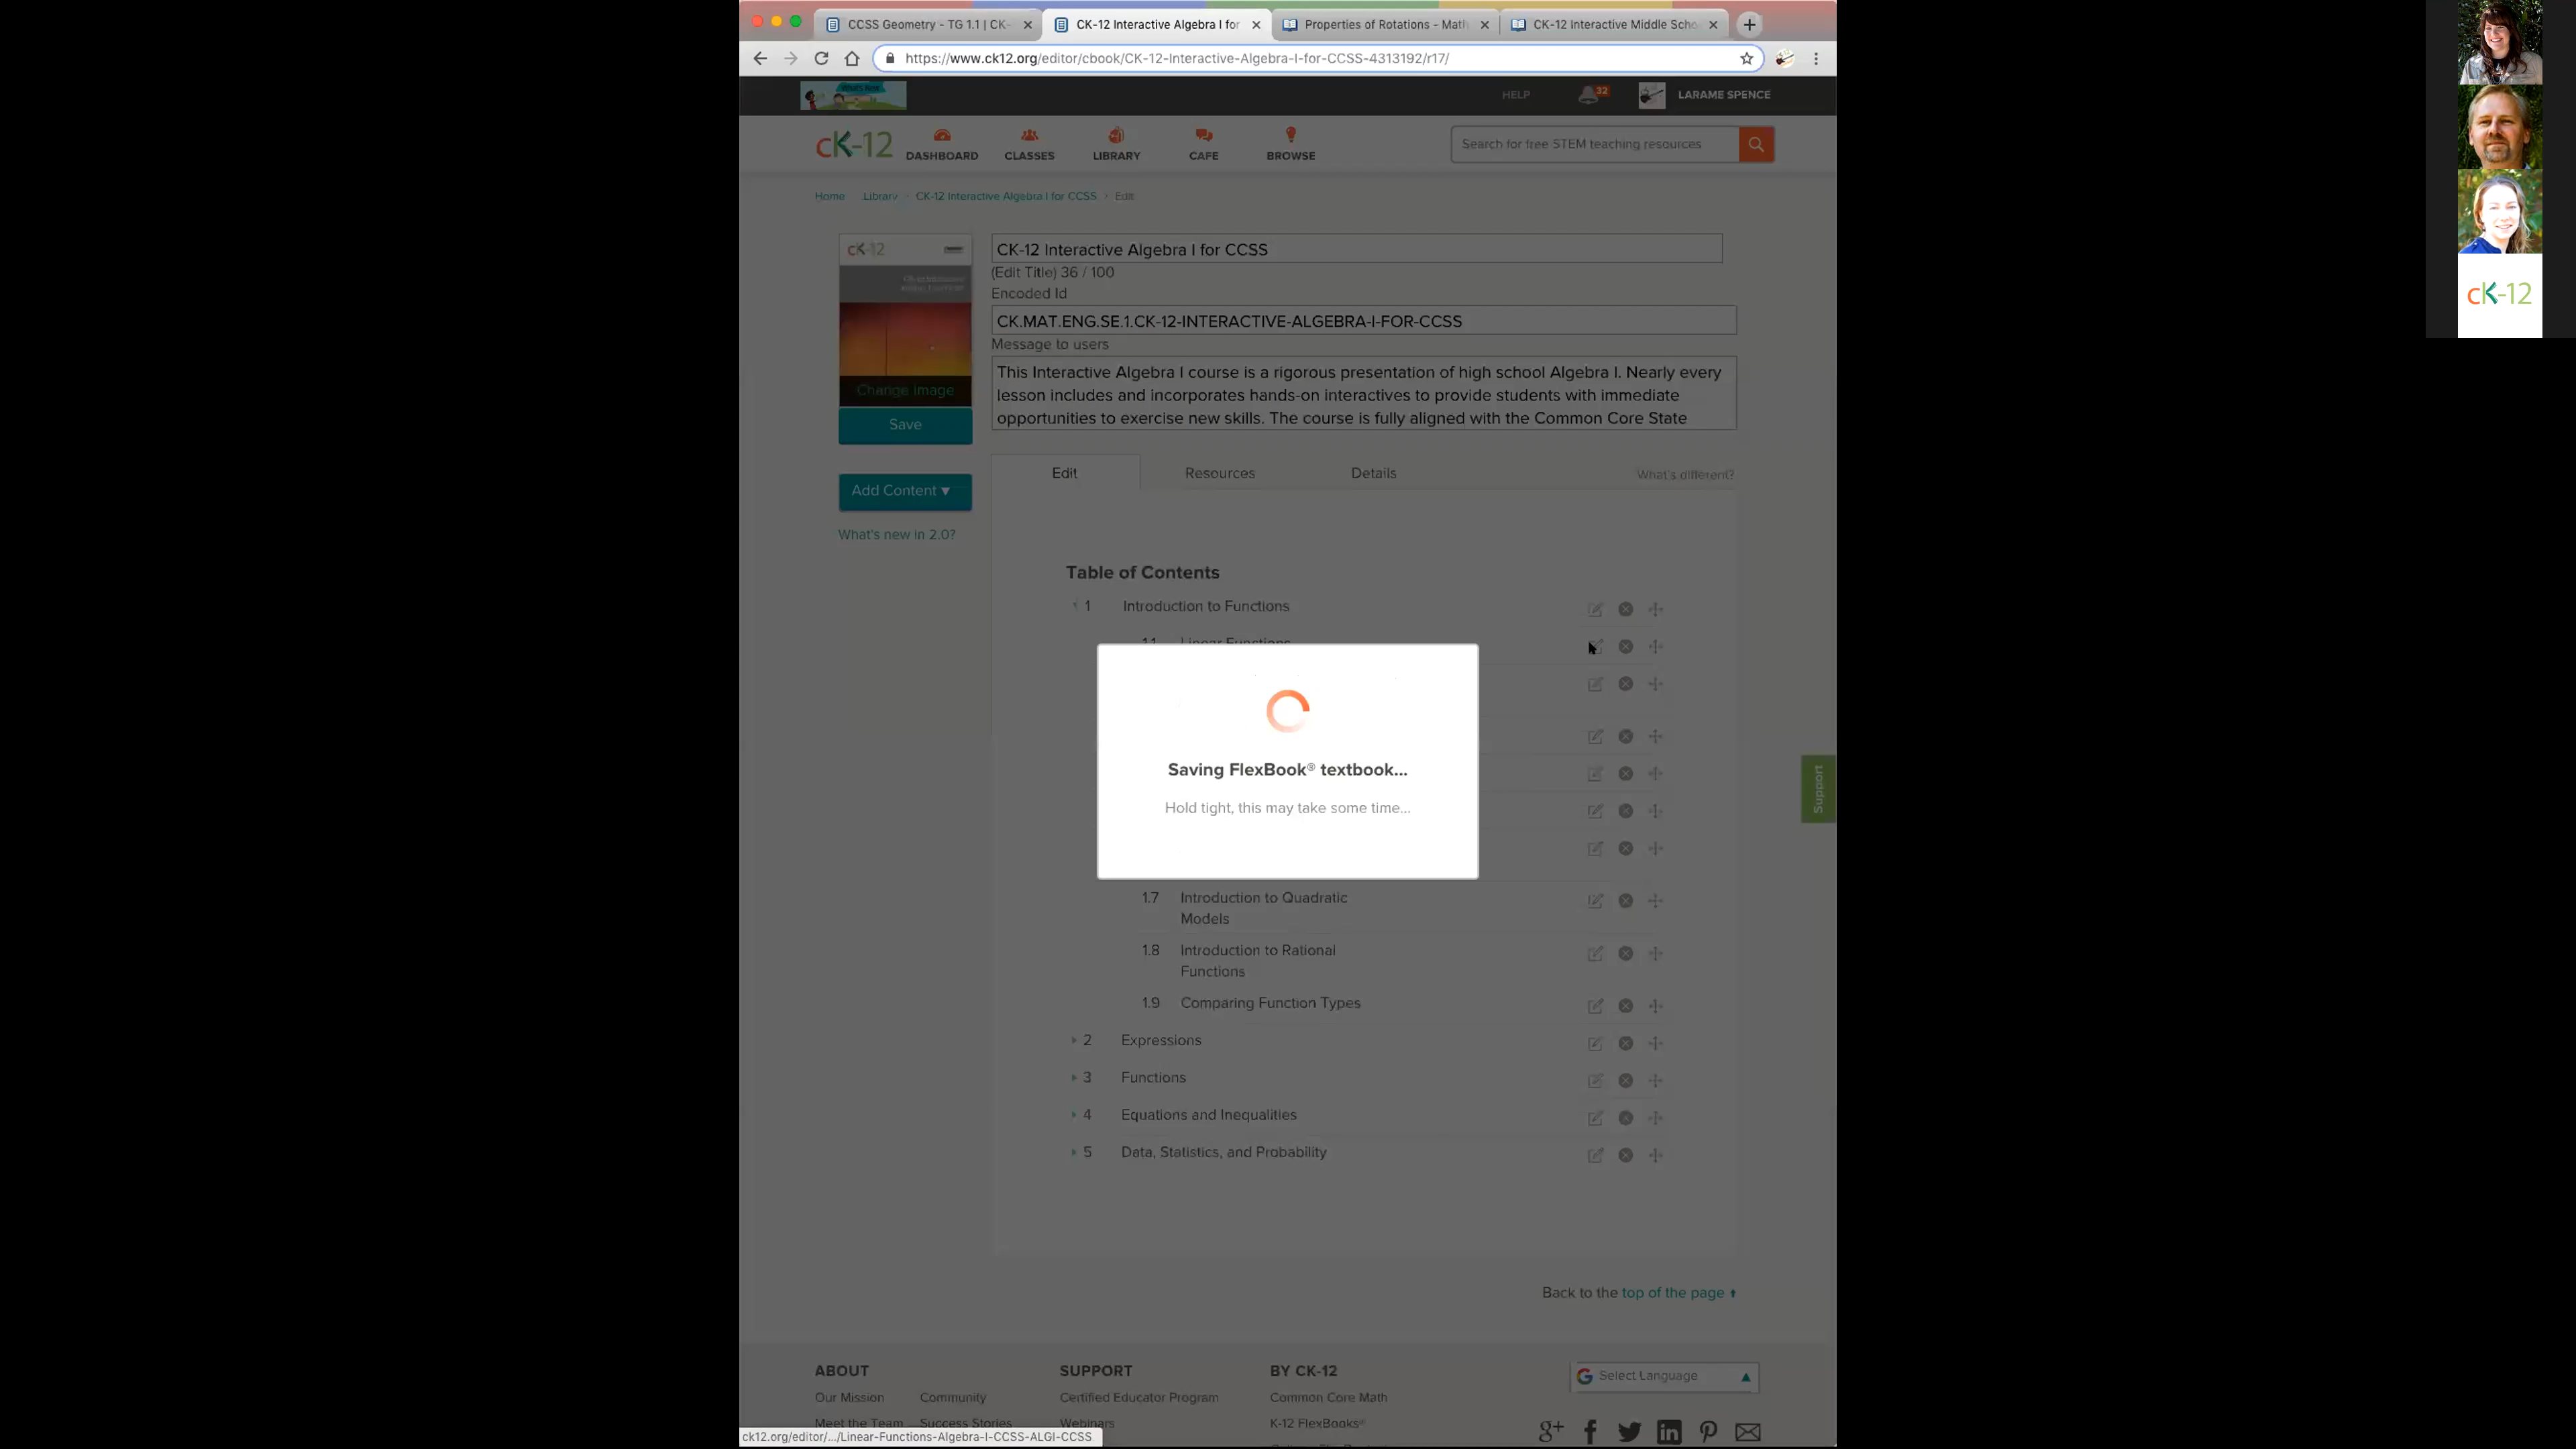 CCSS Geometry - TG 1.1 | CK-
CK-12 Interactive Algebra I for
Properties of Rotations - Math
CK-12 Interactive Middle Scho
https://www.ck12.org/editor/cbook/CK-12-Interactive-Algebra-I-for-CCSS-4313192/r17/
What's New
HELP
32
LARAME SPENCE
cK-12
DASHBOARD
CLASSES
LIBRARY
CAFE
BROWSE
Search for free STEM teaching resources
Home Library CK-12 Interactive Algebra I for CCSS Edit
cK-12
CK-12 Interactive Algebra I for CCSS
(Edit Title) 36 / 100
Encoded Id
CK.MAT.ENG.SE.1.CK-12-INTERACTIVE-ALGEBRA-I-FOR-CCSS
Message to users
This Interactive Algebra I course is a rigorous presentation of high school Algebra I. Nearly every
lesson includes and incorporates hands-on interactives to provide students with immediate
opportunities to exercise new skills. The course is fully aligned with the Common Core State
Change image
Save
Add Content ▼
What's new in 2.0?
Edit
Resources
Details
What's different?
Table of Contents
1 Introduction to Functions
1.1 Linear Functions
Saving FlexBook® textbook...
Hold tight, this may take some time...
1.7 Introduction to Quadratic
Models
1.8 Introduction to Rational
Functions
1.9 Comparing Function Types
2 Expressions
3 Functions
4 Equations and Inequalities
5 Data, Statistics, and Probability
Support
Back to the top of the page
ABOUT
Our Mission Community
Meet the Team Success Stories
SUPPORT
Certified Educator Program
Webinars
BY CK-12
Common Core Math
K-12 FlexBooks®
Select Language
ck12.org/editor/.../Linear-Functions-Algebra-I-CCSS-ALGI-CCSS
cK-12